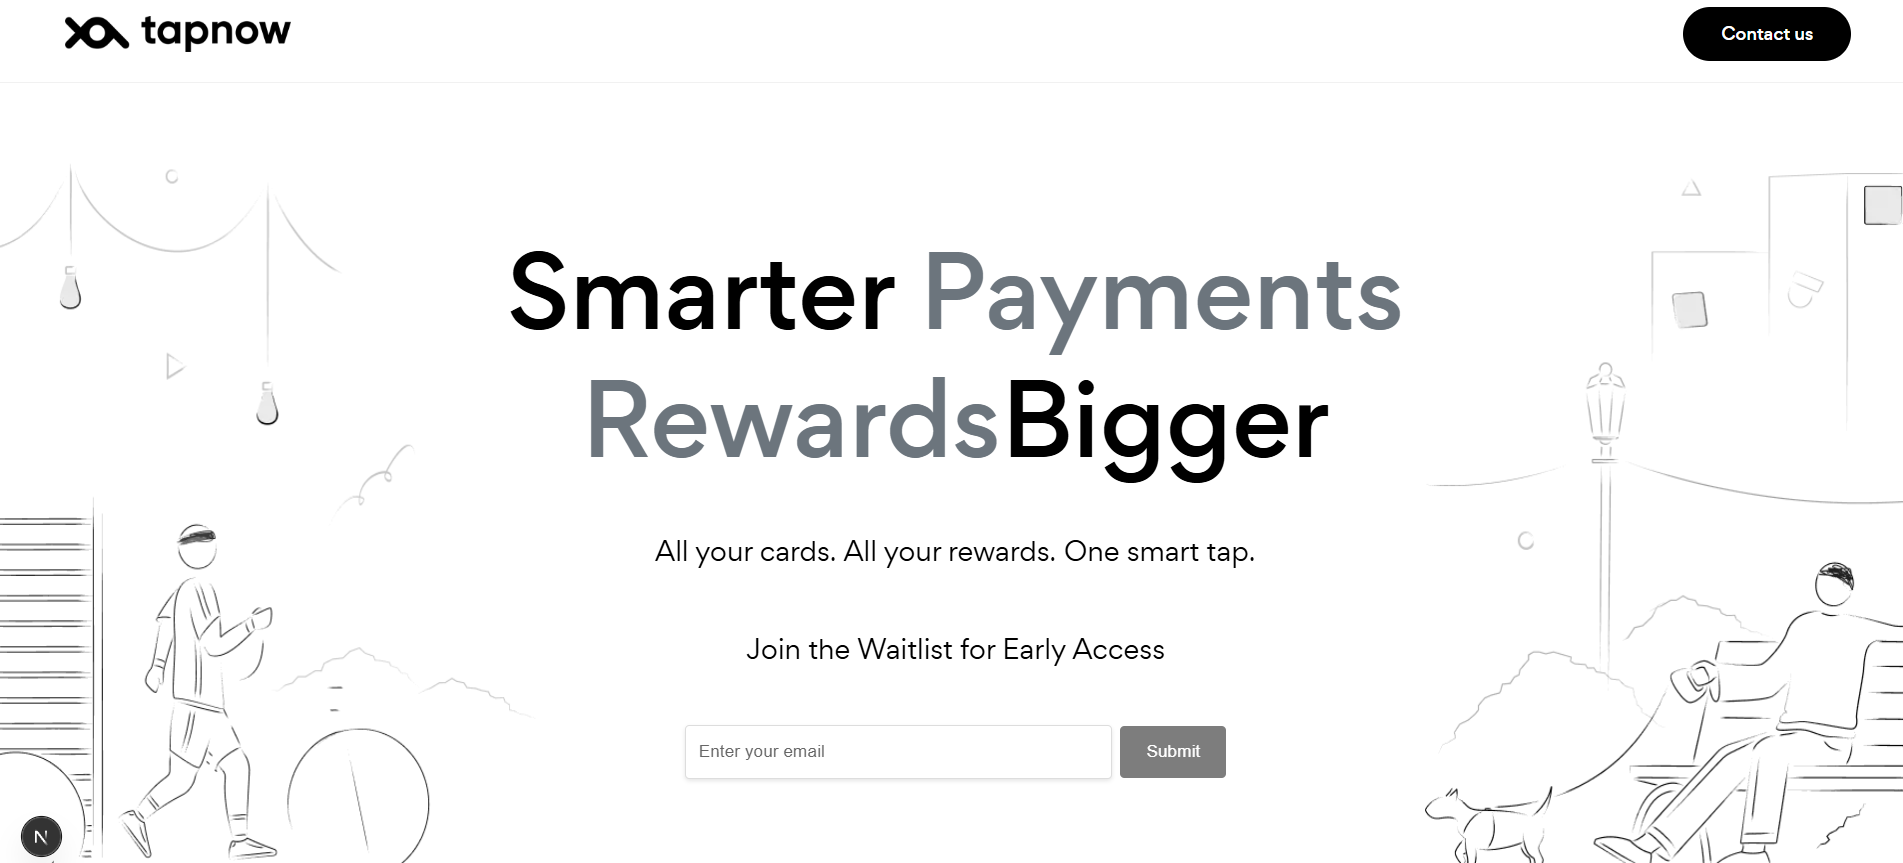 tapnow
Contact us
Smarter Payments
RewardsBigger
All your cards. All your rewards. One smart tap.
Join the Waitlist for Early Access
Enter your email
Submit
N